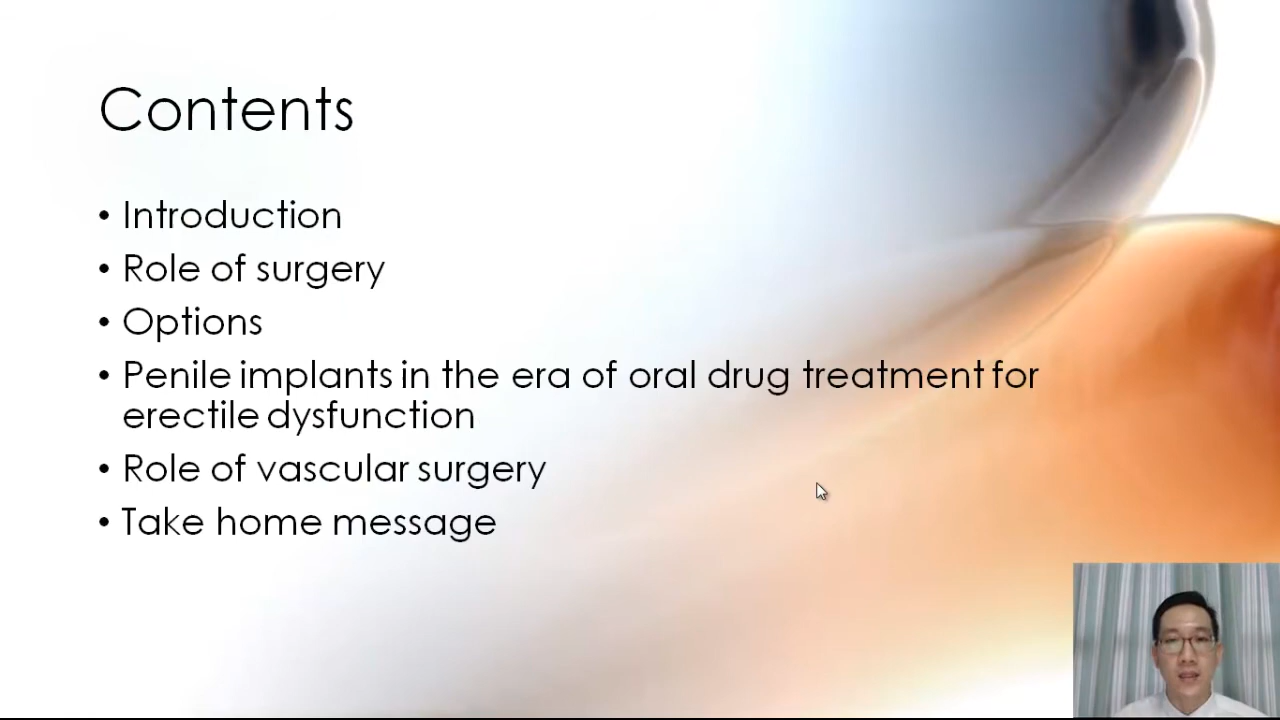 Contents
• Introduction
• Role of surgery
• Options
• Penile implants in the era of oral drug treatment for
erectile dysfunction
• Role of vascular surgery
• Take home message